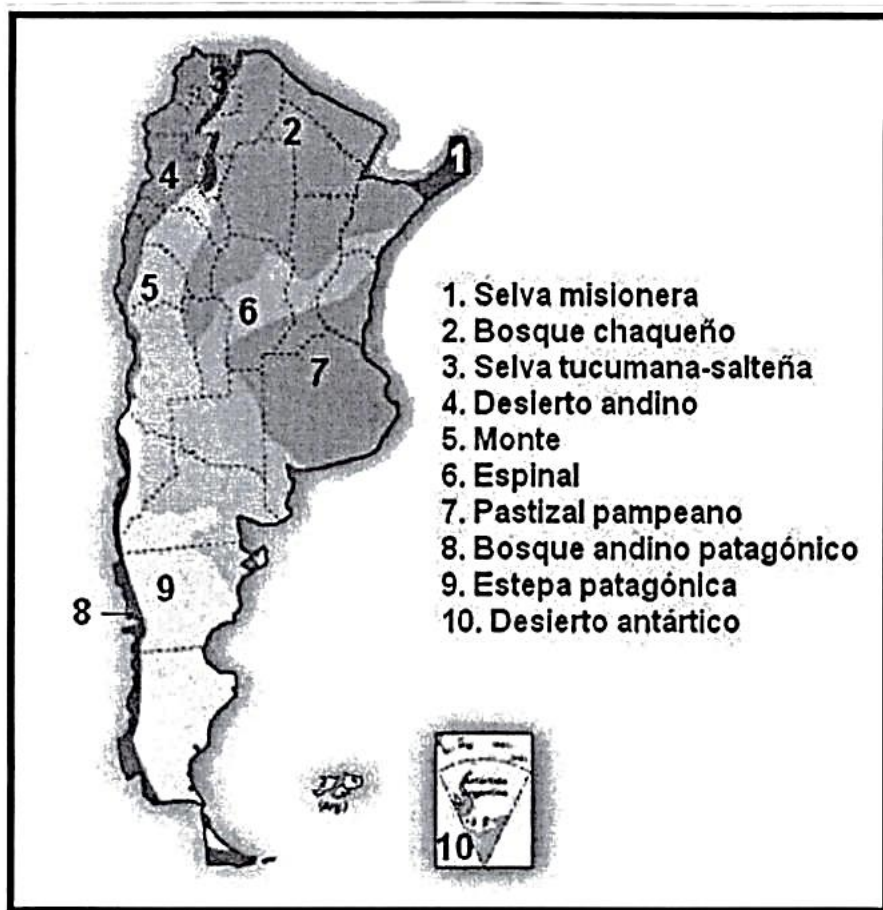 3
2
1
4
5
6
7
9
8
10
1. Selva misionera
2. Bosque chaqueño
3. Selva tucumana-salteña
4. Desierto andino
5. Monte
6. Espinal
7. Pastizal pampeano
8. Bosque andino patagónico
9. Estepa patagónica
10. Desierto antártico